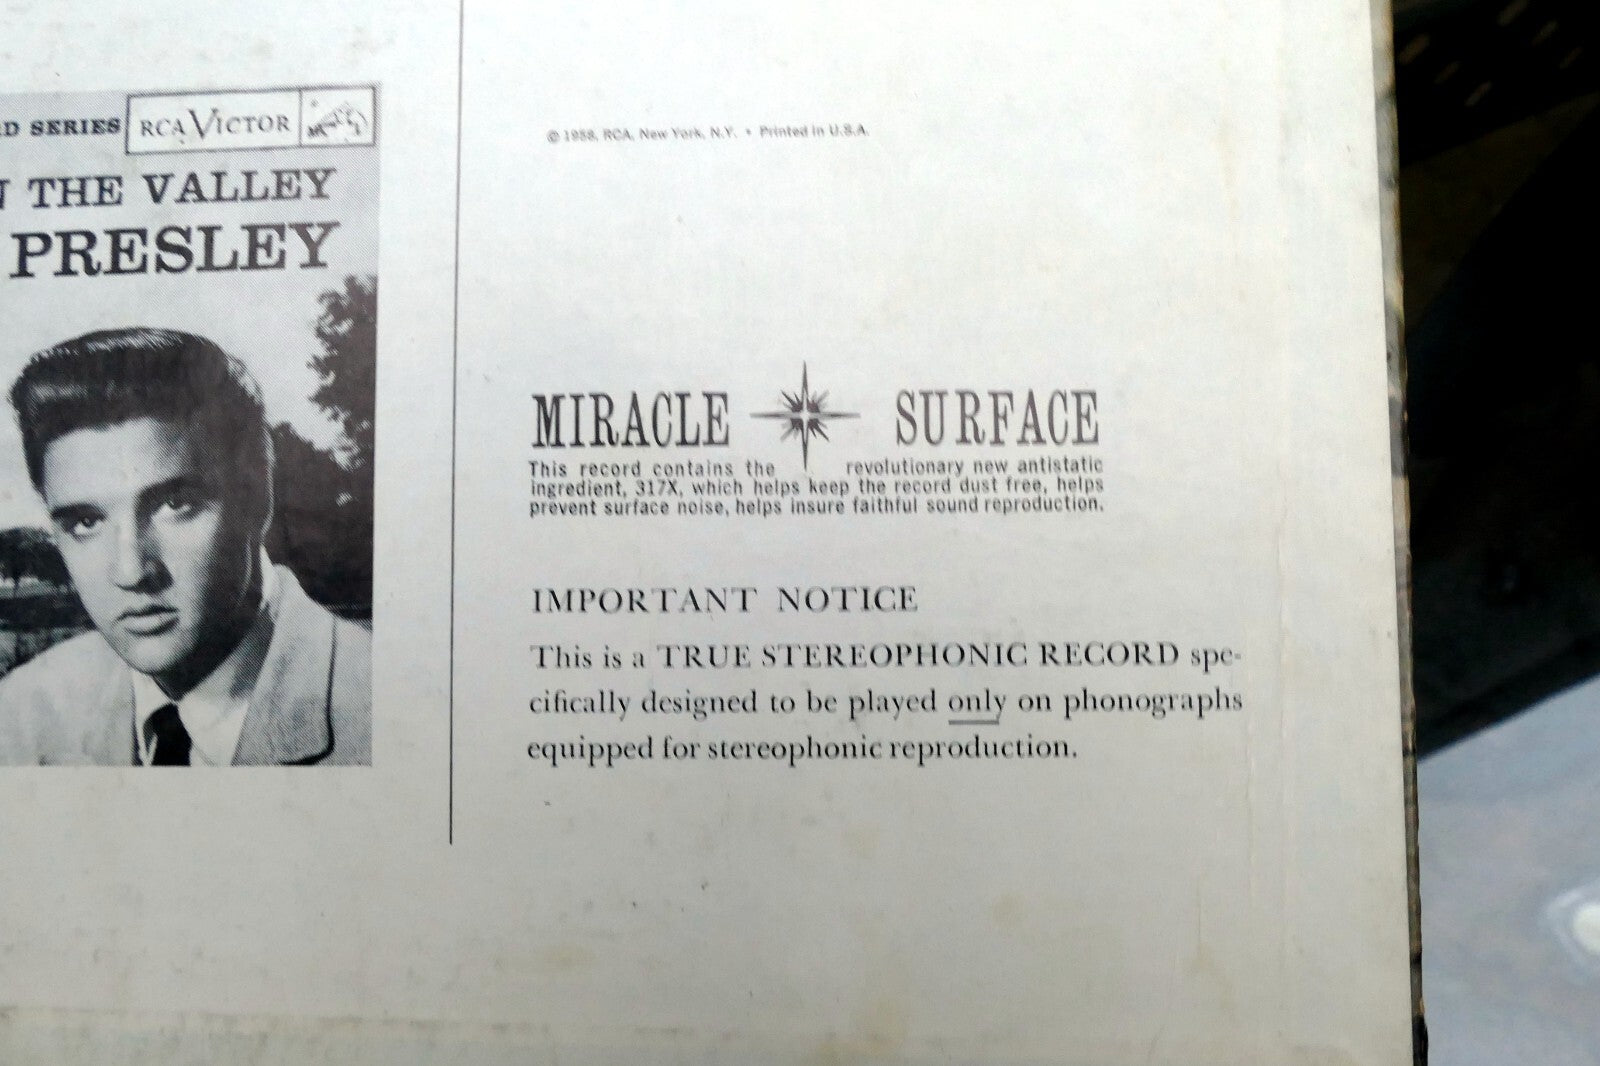 D SERIES RCA VICTOR
THE VALLEY
PRESLEY
© 1958, RCA, New York, N.Y. • Printed in U.S.A.
MIRACLE SURFACE
This record contains the revolutionary new antistatic
ingredient, 317X, which helps keep the record dust free, helps
prevent surface noise, helps insure faithful sound reproduction.
IMPORTANT NOTICE
This is a TRUE STEREOPHONIC RECORD spe-
cifically designed to be played only on phonographs
equipped for stereophonic reproduction.